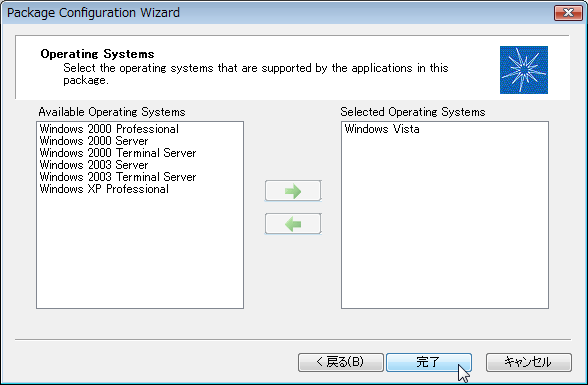 Package Configuration Wizard
Operating Systems
Select the operating systems that are supported by the applications in this
package.
Available Operating Systems
Windows 2000 Professional
Windows 2000 Server
Windows 2000 Terminal Server
Windows 2003 Server
Windows 2003 Terminal Server
Windows XP Professional
Selected Operating Systems
Windows Vista
< 戻る(B)
完了
キャンセル